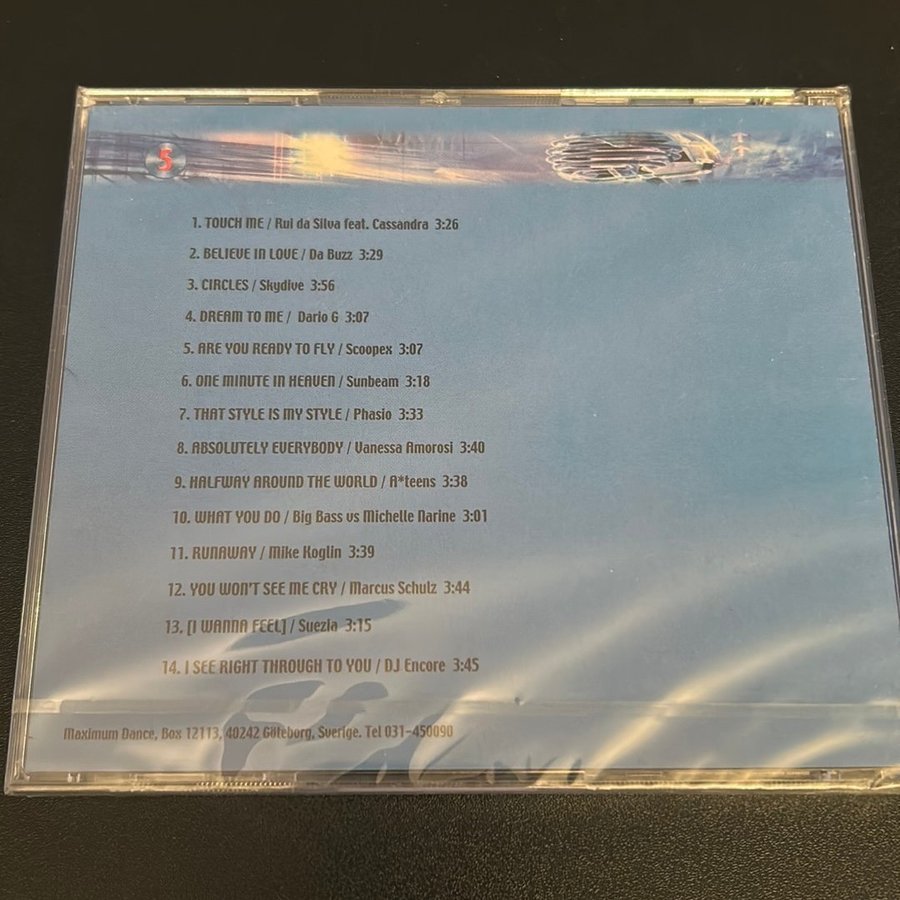 5
1. TOUCH ME / Rui da Silva feat. Cassandra 3:26
2. BELIEVE IN LOVE / Da Buzz 3:29
3. CIRCLES / Skydive 3:56
4. DREAM TO ME / Dario G 3:07
5. ARE YOU READY TO FLY / Scoopex 3:07
6. ONE MINUTE IN HEAVEN / Sunbeam 3:18
7. THAT STYLE IS MY STYLE / Phasio 3:33
8. ABSOLUTELY EVERYBODY / Vanessa Amorosi 3:40
9. HALFWAY AROUND THE WORLD / A*teens 3:38
10. WHAT YOU DO / Big Bass vs Michelle Narine 3:01
11. RUNAWAY / Mike Koglin 3:39
12. YOU WON'T SEE ME CRY / Marcus Schulz 3:44
13. [I WANNA FEEL] / Suezia 3:15
14. I SEE RIGHT THROUGH TO YOU / DJ Encore 3:45
Maximum Dance, Box 12113, 40242 Göteborg, Sverige. Tel 031-450090